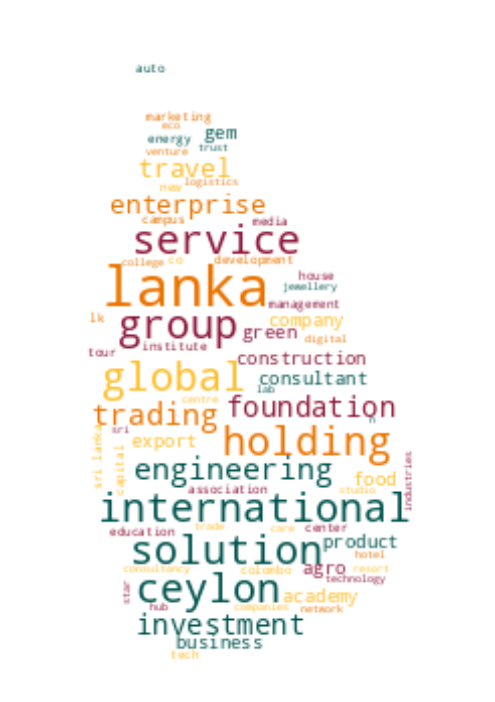 auto
marketing
eco
energy gem
venture trust
travel
new logistics
enterprise
campus media
service
college co development
lanka house
jewellery
management
lk group company
green digital
tour institute
construction
global consultant
lab
centre
trading foundation
n
sri holding
export
sri lanka capital engineering food
industries
association studio
international
education trade care center
solution product
hotel
consultancy colombo agro resort
technology
star ceylon academy
hub companies network
investment
business
tech